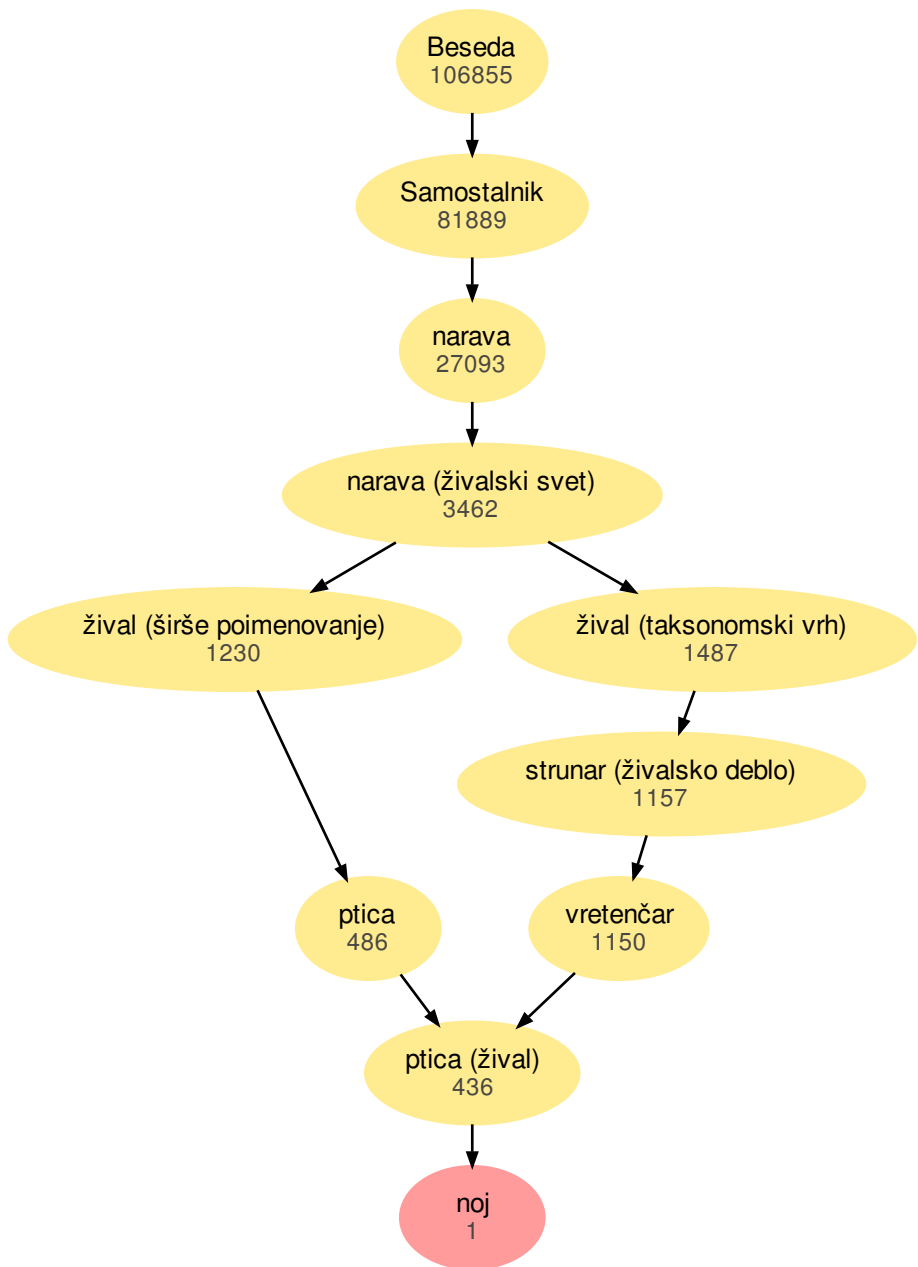 Beseda
106855
Samostalnik
81889
narava
27093
narava (živalski svet)
3462
žival (širše poimenovanje)
1230
žival (taksonomski vrh)
1487
strunar (živalsko deblo)
1157
ptica
486
vretenčar
1150
ptica (žival)
436
noj
1